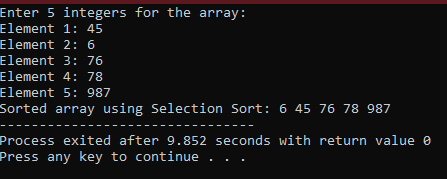 Enter 5 integers for the array:
Element 1: 45
Element 2: 6
Element 3: 76
Element 4: 78
Element 5: 987
Sorted array using Selection Sort: 6 45 76 78 987
--------------------------------
Process exited after 9.852 seconds with return value 0
Press any key to continue . . .